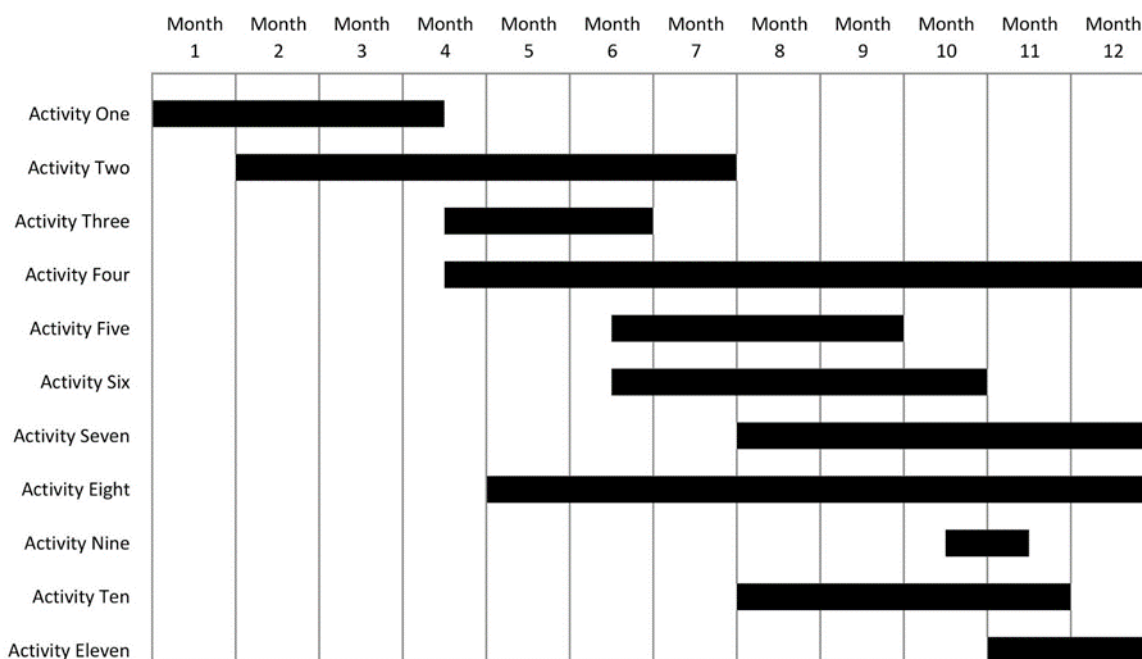 Month Month Month Month Month Month Month Month Month Month Month Month
1 2 3 4 5 6 7 8 9 10 11 12
Activity One
Activity Two
Activity Three
Activity Four
Activity Five
Activity Six
Activity Seven
Activity Eight
Activity Nine
Activity Ten
Activity Eleven